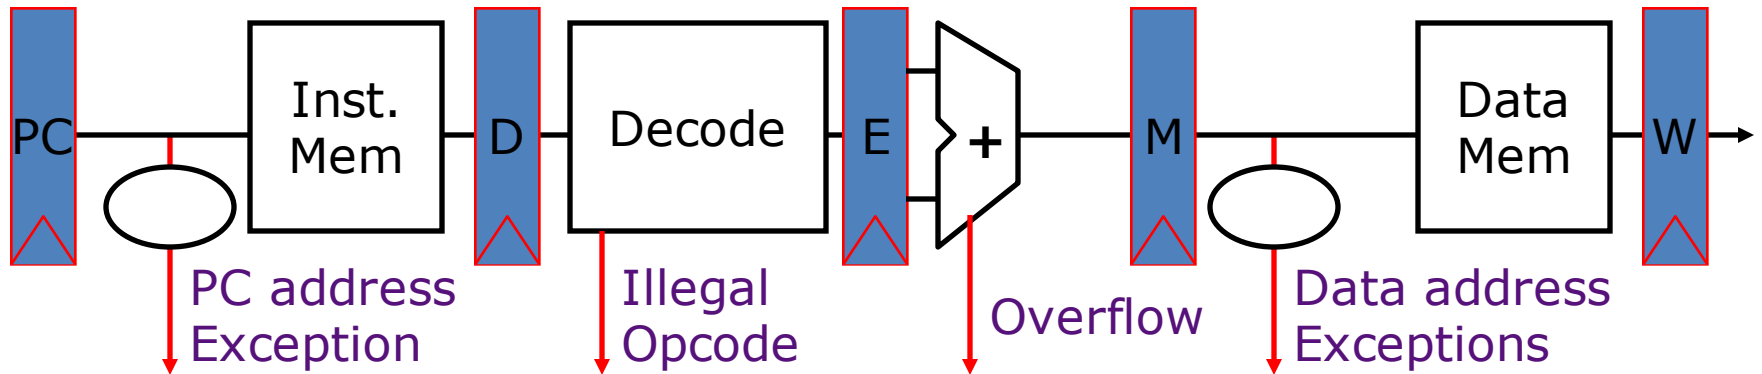 PC
Inst.
Mem
D
Decode
E
+
M
Data
Mem
W
PC address
Exception
Illegal
Opcode
Overflow
Data address
Exceptions